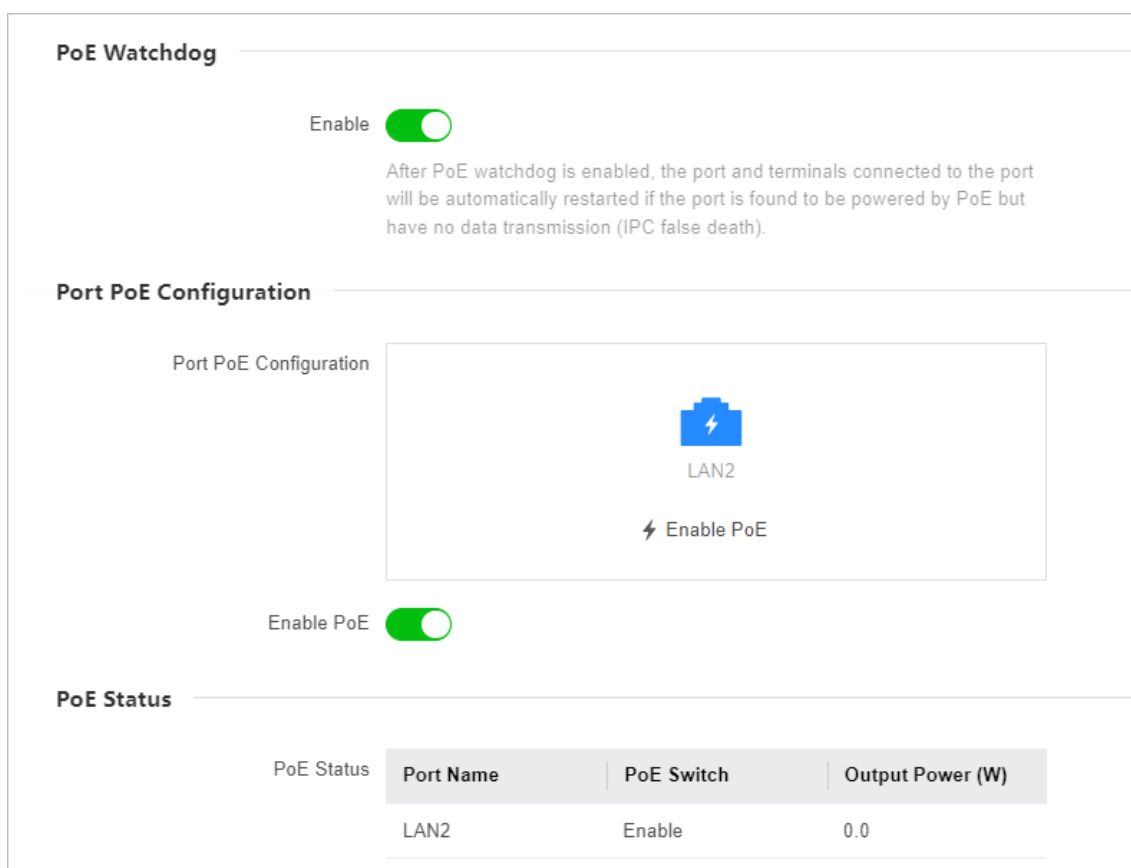 PoE Watchdog
Enable
After PoE watchdog is enabled, the port and terminals connected to the port
will be automatically restarted if the port is found to be powered by PoE but
have no data transmission (IPC false death).
Port PoE Configuration
Port PoE Configuration
LAN2
Enable PoE
Enable PoE
PoE Status
PoE Status Port Name PoE Switch Output Power (W)
LAN2 Enable 0.0